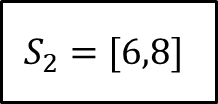 S₂ = [6,8]